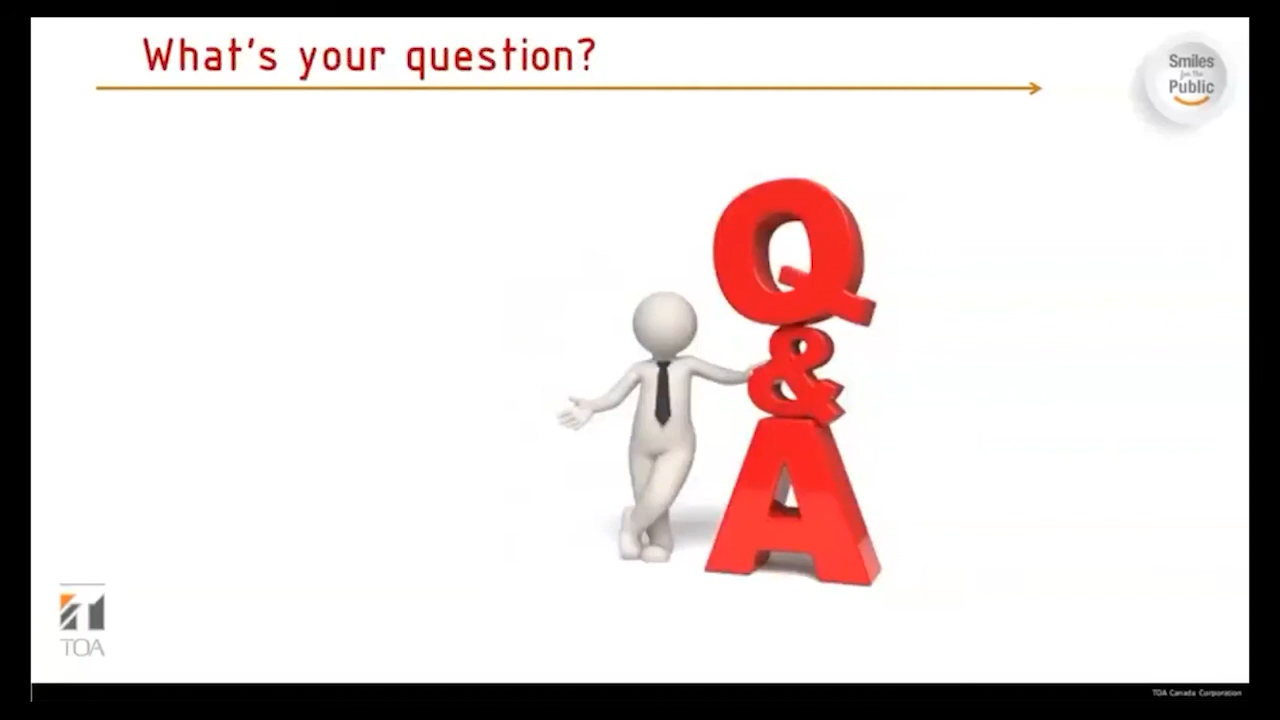 What's your question?
Smiles
for the
Public
Q
&
A
TOA
TOA Canada Corporation